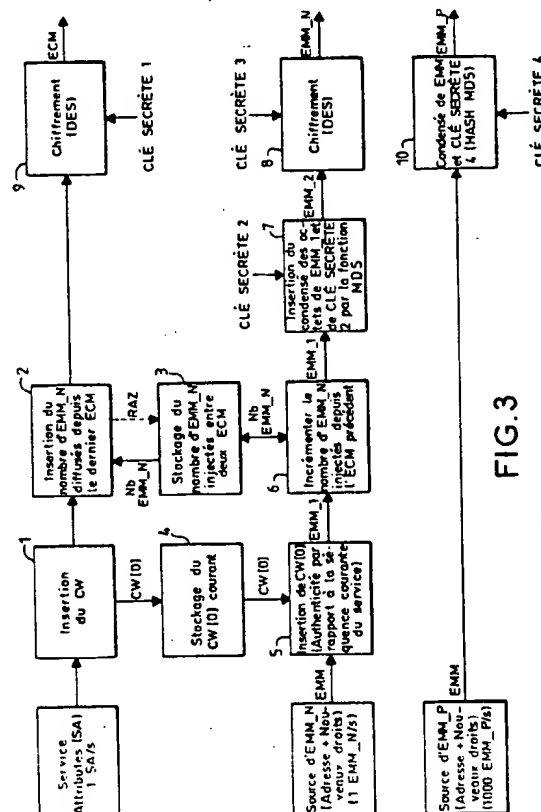 Service
Attributes (SA)
1 SA/s
1
Insertion
du CW
CW[0]
4
Stockage du
CW[0] courant
CW[0]
2
Insertion du
nombre d'EMM_N
diffusés depuis
le dernier ECM
Nb
EMM_N
RAZ
3
Stockage du
nombre d'EMM_N
injectés entre
deux ECM
Nb
EMM_N
9
Chiffrement
(DES)
ECM
CLÉ SECRÈTE 1
Source d'EMM_N
(Adresse + Nou-
veaux droits)
(1 EMM_N/s)
EMM
5
Insertion de CW[0]
(Authenticité par
rapport à la sé-
quence courante
du service)
EMM_1
6
Incrémenter le
nombre d'EMM_N
injectés depuis
l'ECM précédent
EMM_1
CLÉ SECRÈTE 2
7
Insertion du
condensé des oc-
tets de EMM_1 et
de CLÉ SECRÈTE
2 par la fonction
MD5
EMM_2
CLÉ SECRÈTE 3
8
Chiffrement
(DES)
EMM_N
Source d'EMM_P
(Adresse + Nou-
veaux droits)
(1000 EMM_P/s)
EMM
10
Condensé de EMM
et CLÉ SECRÈTE
4 (HASH MD5)
EMM_P
CLÉ SECRÈTE 4
FIG.3